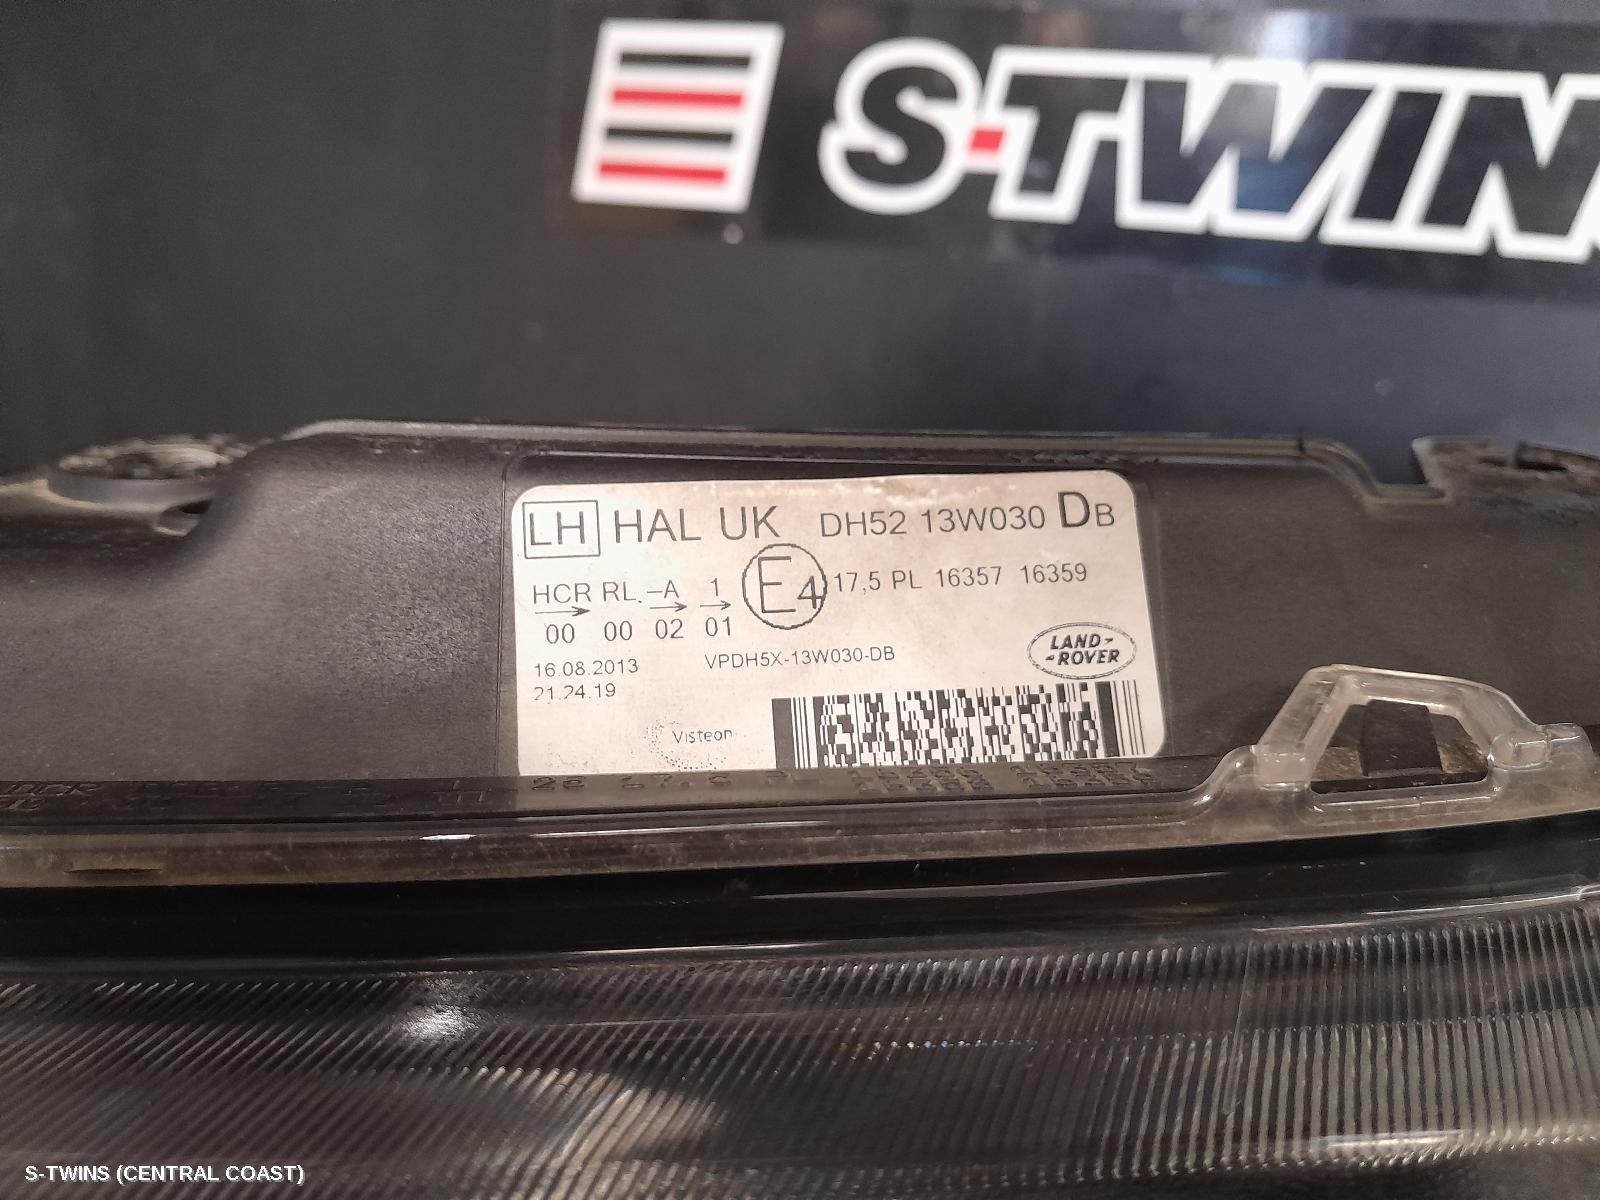 S-TWIN
LH HAL UK DH52 13W030 DB
HCR RL -A 1 E4 17,5 PL 16357 16359
00 00 02 01
16.08.2013 VPDH5X-13W030-DB
21.24.19
LAND-
-ROVER
Visteon
S-TWINS (CENTRAL COAST)